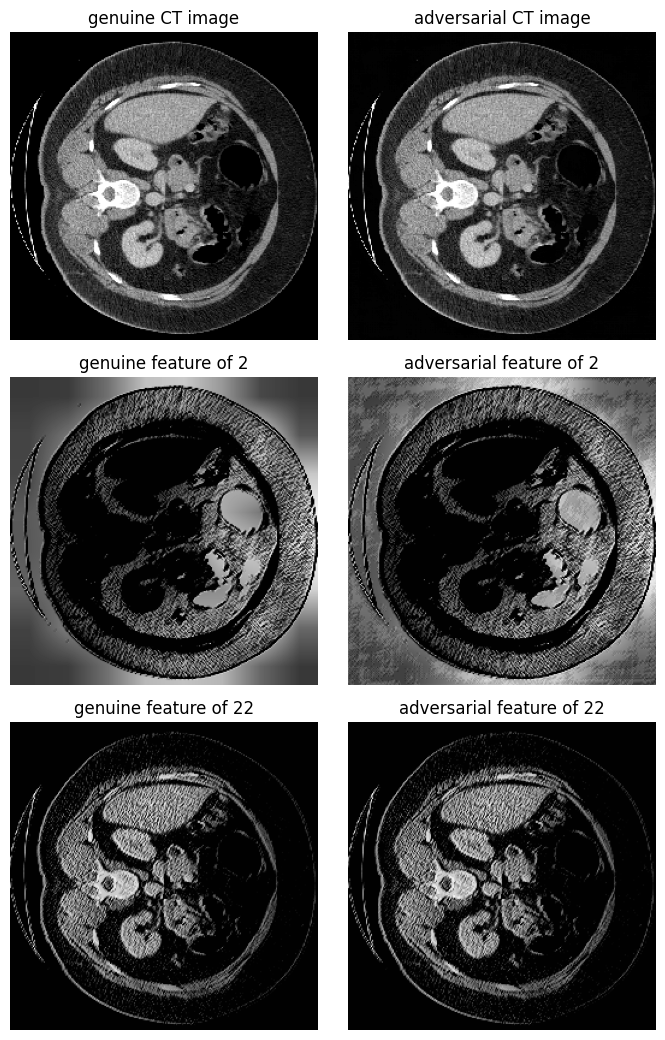 genuine CT image
adversarial CT image
genuine feature of 2
adversarial feature of 2
genuine feature of 22
adversarial feature of 22